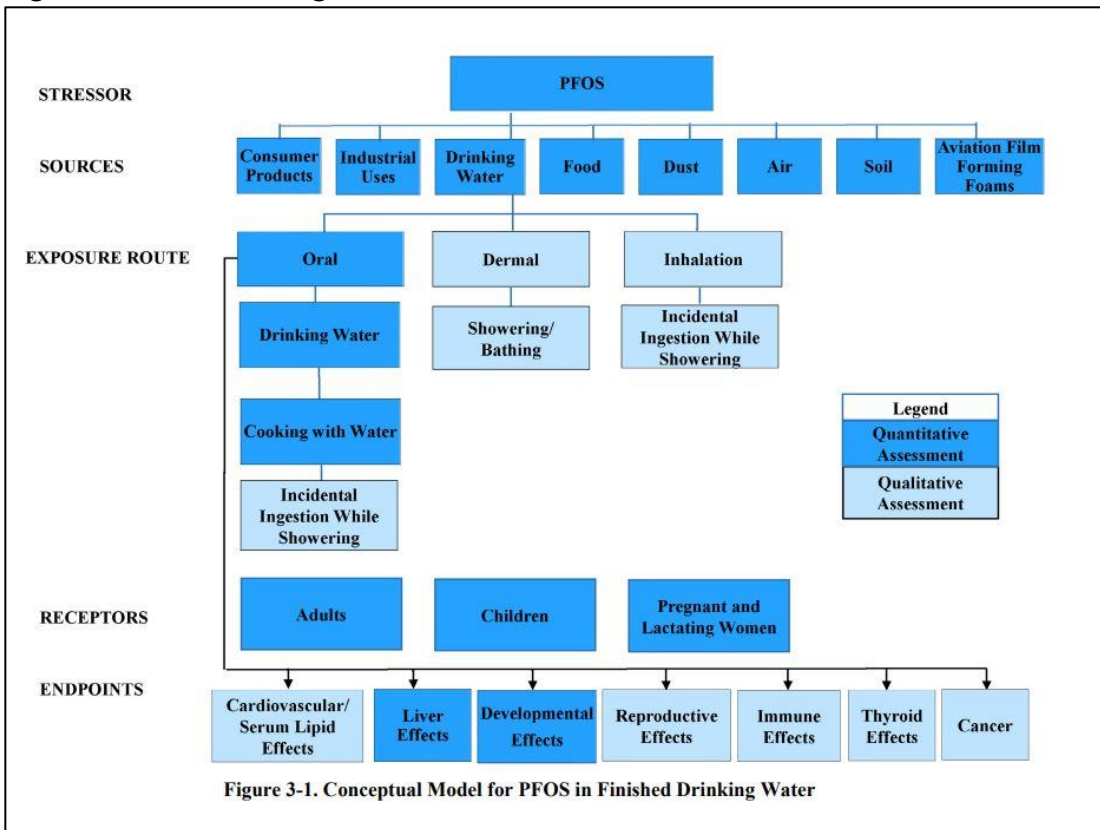 STRESSOR
PFOS
SOURCES
Consumer
Products
Industrial
Uses
Drinking
Water
Food
Dust
Air
Soil
Aviation Film
Forming
Foams
EXPOSURE ROUTE
Oral
Dermal
Inhalation
Drinking Water
Showering/
Bathing
Incidental
Ingestion While
Showering
Cooking with Water
Incidental
Ingestion While
Showering
Legend
Quantitative
Assessment
Qualitative
Assessment
RECEPTORS
Adults
Children
Pregnant and
Lactating Women
ENDPOINTS
Cardiovascular/
Serum Lipid
Effects
Liver
Effects
Developmental
Effects
Reproductive
Effects
Immune
Effects
Thyroid
Effects
Cancer
Figure 3-1. Conceptual Model for PFOS in Finished Drinking Water